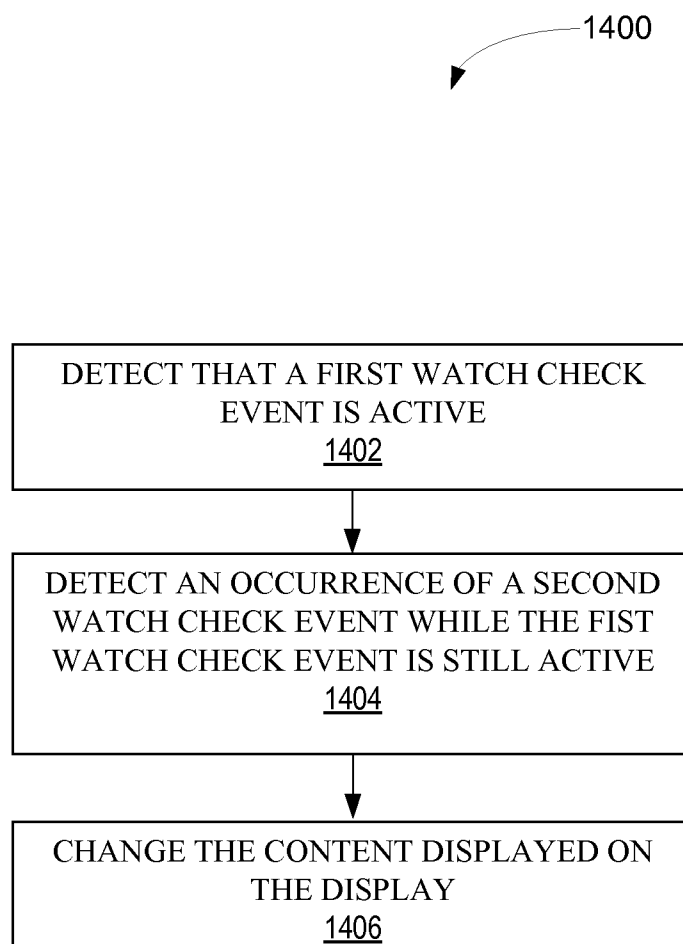 1400
DETECT THAT A FIRST WATCH CHECK
EVENT IS ACTIVE
1402
DETECT AN OCCURRENCE OF A SECOND
WATCH CHECK EVENT WHILE THE FIST
WATCH CHECK EVENT IS STILL ACTIVE
1404
CHANGE THE CONTENT DISPLAYED ON
THE DISPLAY
1406